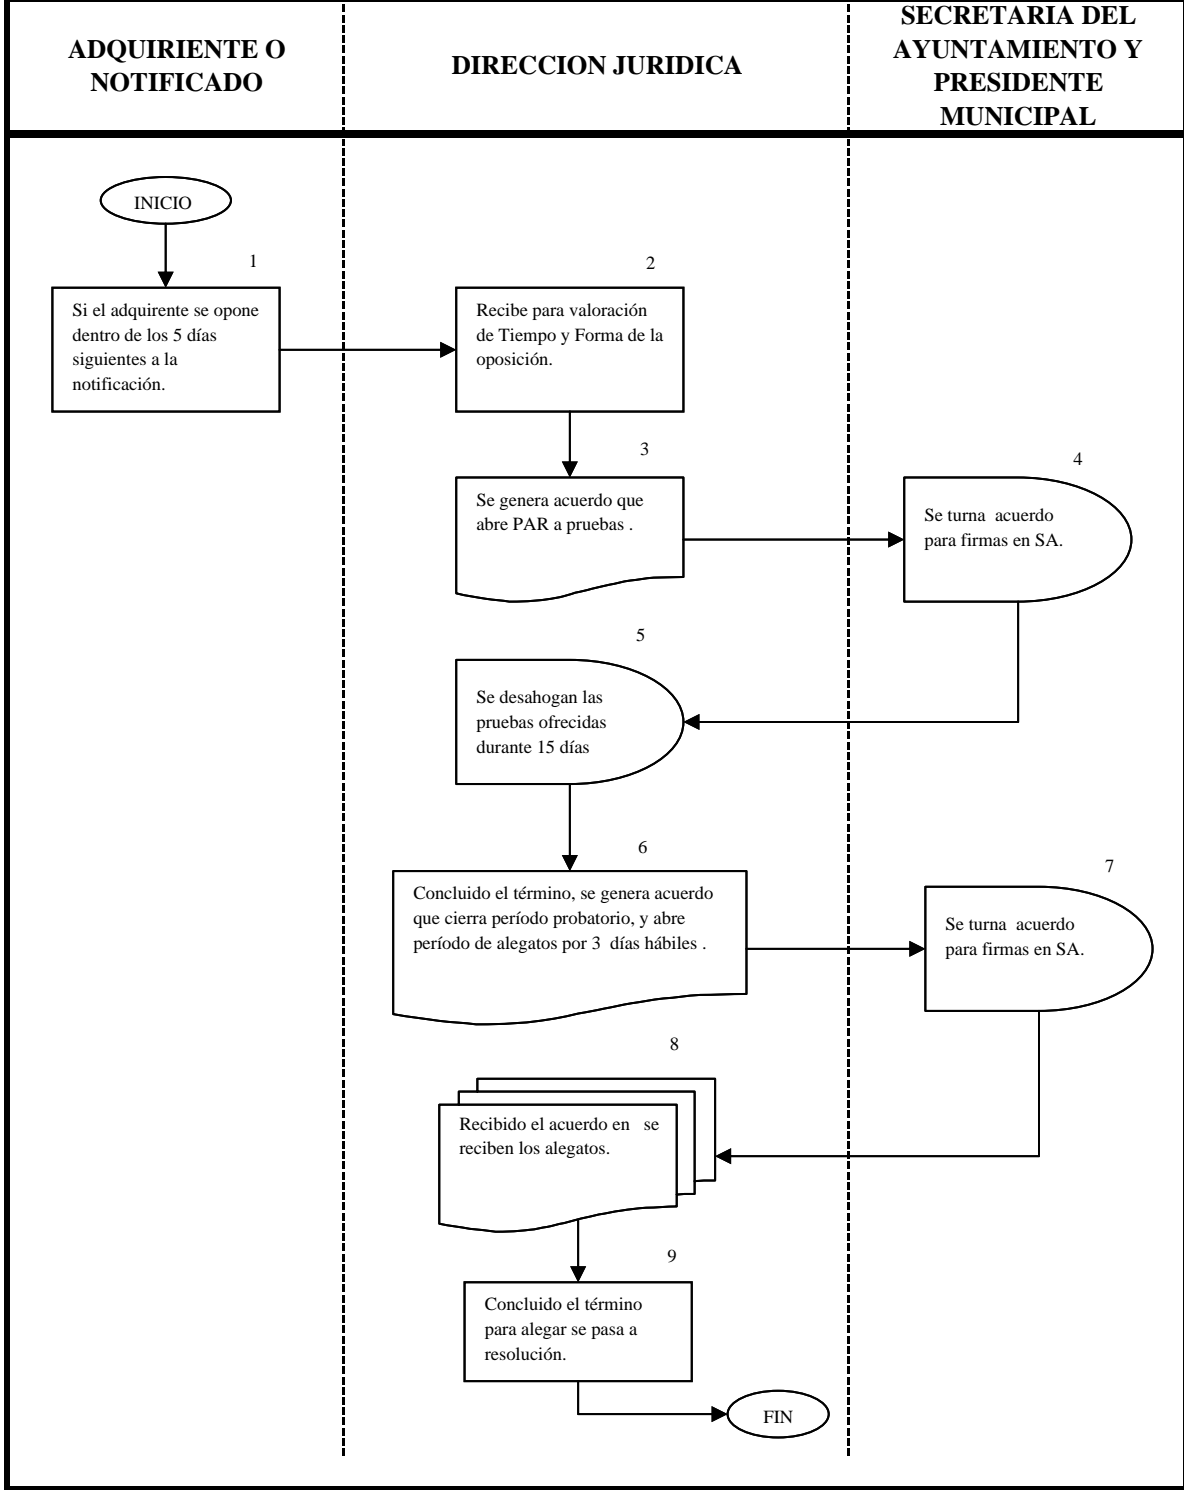 ADQUIRIENTE O
NOTIFICADO
DIRECCION JURIDICA
SECRETARIA DEL
AYUNTAMIENTO Y
PRESIDENTE
MUNICIPAL
INICIO
1
Si el adquirente se opone
dentro de los 5 días
siguientes a la
notificación.
2
Recibe para valoración
de Tiempo y Forma de la
oposición.
3
Se genera acuerdo que
abre PAR a pruebas .
4
Se turna  acuerdo
para firmas en SA.
5
Se desahogan las
pruebas ofrecidas
durante 15 días
6
Concluido el término, se genera acuerdo
que cierra período probatorio, y abre
período de alegatos por 3  días hábiles .
7
Se turna  acuerdo
para firmas en SA.
8
Recibido el acuerdo en   se
reciben los alegatos.
9
Concluido el término
para alegar se pasa a
resolución.
FIN